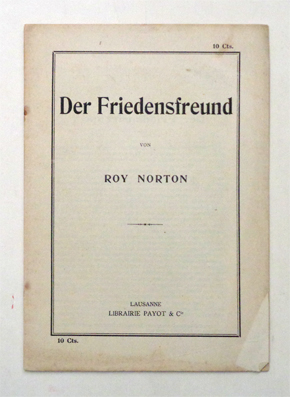 10 Cts.
Der Friedensfreund
VON
ROY NORTON
LAUSANNE
LIBRAIRIE PAYOT & Cie
10 Cts.